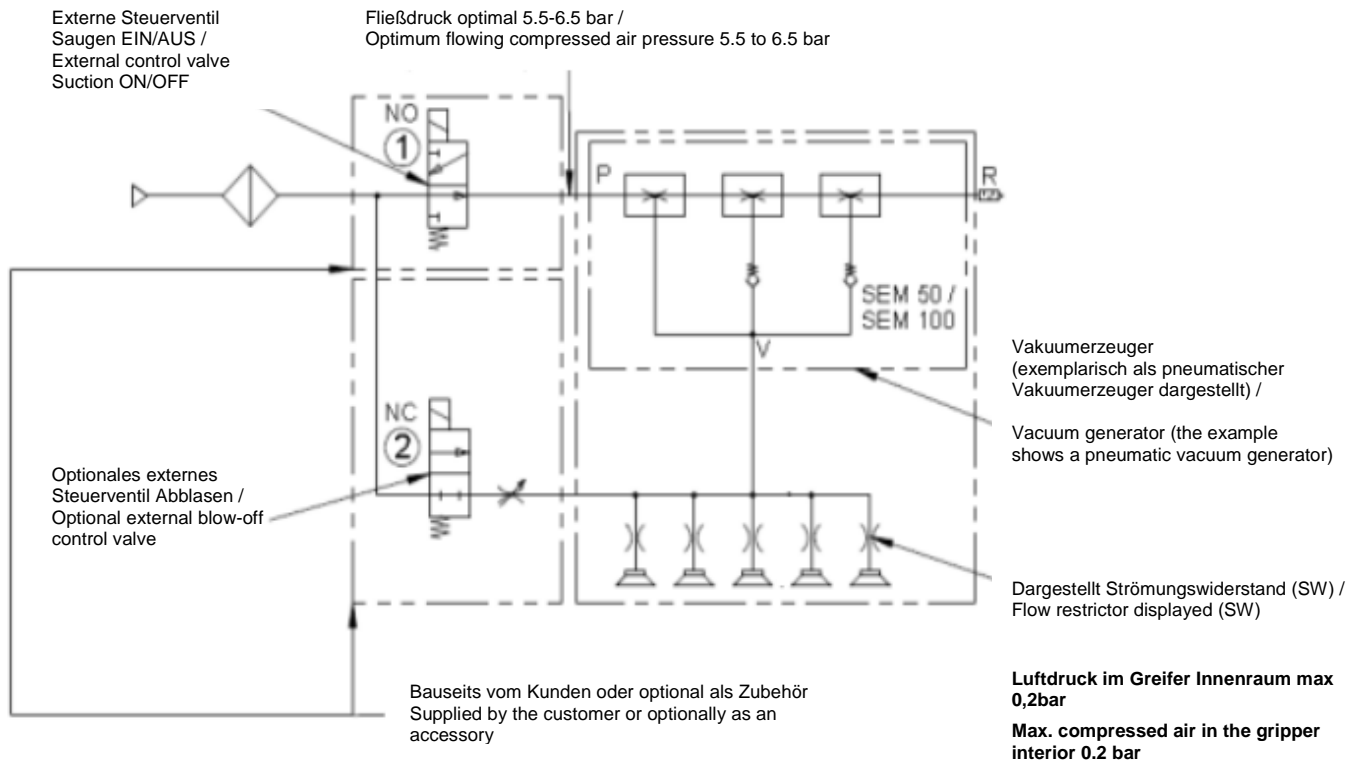 Externe Steuerventil
Saugen EIN/AUS /
External control valve
Suction ON/OFF
Fließdruck optimal 5.5-6.5 bar /
Optimum flowing compressed air pressure 5.5 to 6.5 bar
NO
1
P
R
SEM 50 /
SEM 100
V
Vakuumerzeuger
(exemplarisch als pneumatischer
Vakuumerzeuger dargestellt) /
Vacuum generator (the example
shows a pneumatic vacuum generator)
NC
2
Optionales externes
Steuerventil Abblasen /
Optional external blow-off
control valve
Dargestellt Strömungswiderstand (SW) /
Flow restrictor displayed (SW)
Bauseits vom Kunden oder optional als Zubehör
Supplied by the customer or optionally as an
accessory
Luftdruck im Greifer Innenraum max
0,2bar
Max. compressed air in the gripper
interior 0.2 bar